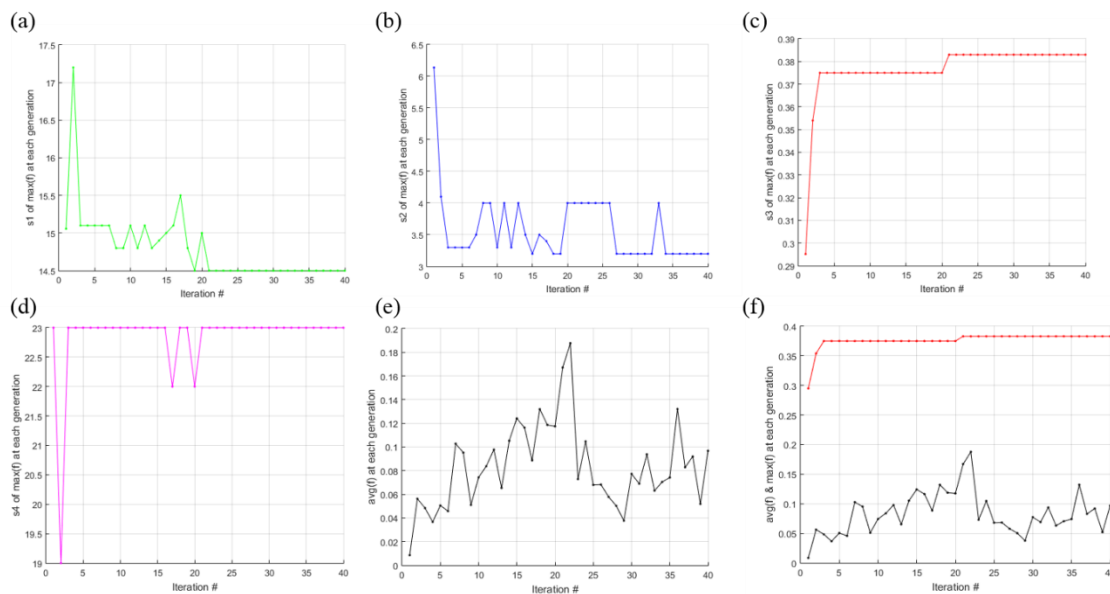 (a)
17.5
17
16.5
16
15.5
15
14.5
0 5 10 15 20 25 30 35 40
Iteration #
s1 of max(f) at each generation
(b)
6.5
6
5.5
5
4.5
4
3.5
3
0 5 10 15 20 25 30 35 40
Iteration #
s2 of max(f) at each generation
(c)
0.39
0.38
0.37
0.36
0.35
0.34
0.33
0.32
0.31
0.3
0.29
0 5 10 15 20 25 30 35 40
Iteration #
s3 of max(f) at each generation
(d)
23
22.5
22
21.5
21
20.5
20
19.5
19
0 5 10 15 20 25 30 35 40
Iteration #
s4 of max(f) at each generation
(e)
0.2
0.18
0.16
0.14
0.12
0.1
0.08
0.06
0.04
0.02
0
0 5 10 15 20 25 30 35 40
Iteration #
avg(f) at each generation
(f)
0.4
0.35
0.3
0.25
0.2
0.15
0.1
0.05
0
0 5 10 15 20 25 30 35 40
Iteration #
avg(f) & max(f) at each generation